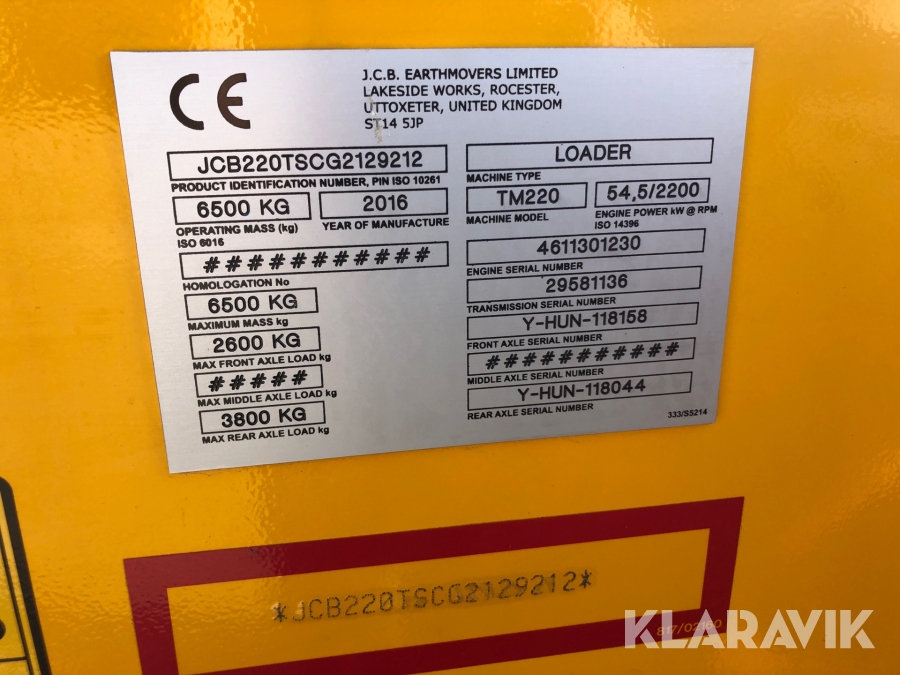 CE
J.C.B. EARTHMOVERS LIMITED
LAKESIDE WORKS, ROCESTER,
UTTOXETER, UNITED KINGDOM
ST14 5JP
JCB220TSCG2129212
PRODUCT IDENTIFICATION NUMBER, PIN ISO 10261
6500 KG
OPERATING MASS (kg)
ISO 6016
2016
YEAR OF MANUFACTURE
###########
HOMOLOGATION No
6500 KG
MAXIMUM MASS kg
2600 KG
MAX FRONT AXLE LOAD kg
#####
MAX MIDDLE AXLE LOAD kg
3800 KG
MAX REAR AXLE LOAD kg
LOADER
MACHINE TYPE
TM220
MACHINE MODEL
54,5/2200
ENGINE POWER kW @ RPM
ISO 14396
4611301230
ENGINE SERIAL NUMBER
29581136
TRANSMISSION SERIAL NUMBER
Y-HUN-118158
FRONT AXLE SERIAL NUMBER
###########
MIDDLE AXLE SERIAL NUMBER
Y-HUN-118044
REAR AXLE SERIAL NUMBER
333/S5214
*JCB220TSCG2129212*
817/02160
KLARAVIK